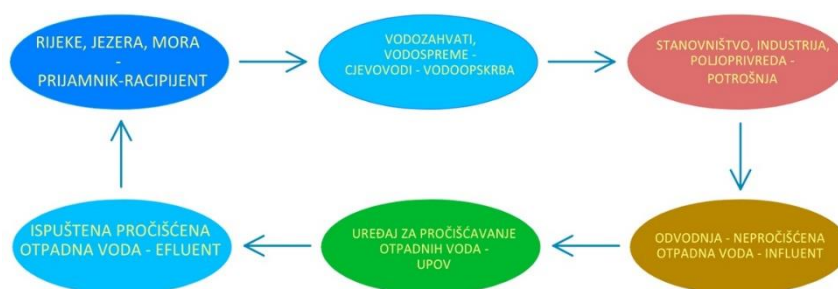 RIJEKE, JEZERA, MORA
-
PRIJAMNIK-RACIPIJENT
VODOZAHVATI,
VODOSPREME -
CJEVOVODI - VODOOPSKRBA
STANOVNIŠTVO, INDUSTRIJA,
POLJOPRIVREDA -
POTROŠNJA
ODVODNJA - NEPROČIŠĆENA
OTPADNA VODA - INFLUENT
UREĐAJ ZA PROČIŠĆAVANJE
OTPADNIH VODA -
UPOV
ISPUŠTENA PROČIŠĆENA
OTPADNA VODA - EFLUENT